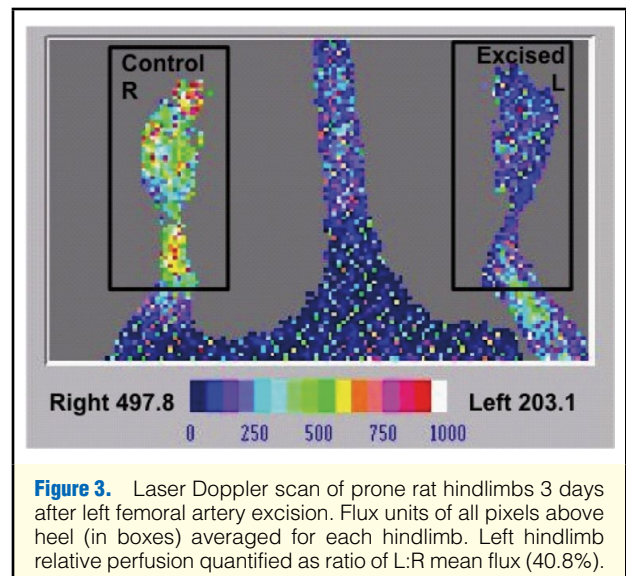 Control
R
Excised
L
Right 497.8
Left 203.1
0 250 500 750 1000
Figure 3. Laser Doppler scan of prone rat hindlimbs 3 days
after left femoral artery excision. Flux units of all pixels above
heel (in boxes) averaged for each hindlimb. Left hindlimb
relative perfusion quantified as ratio of L:R mean flux (40.8%).